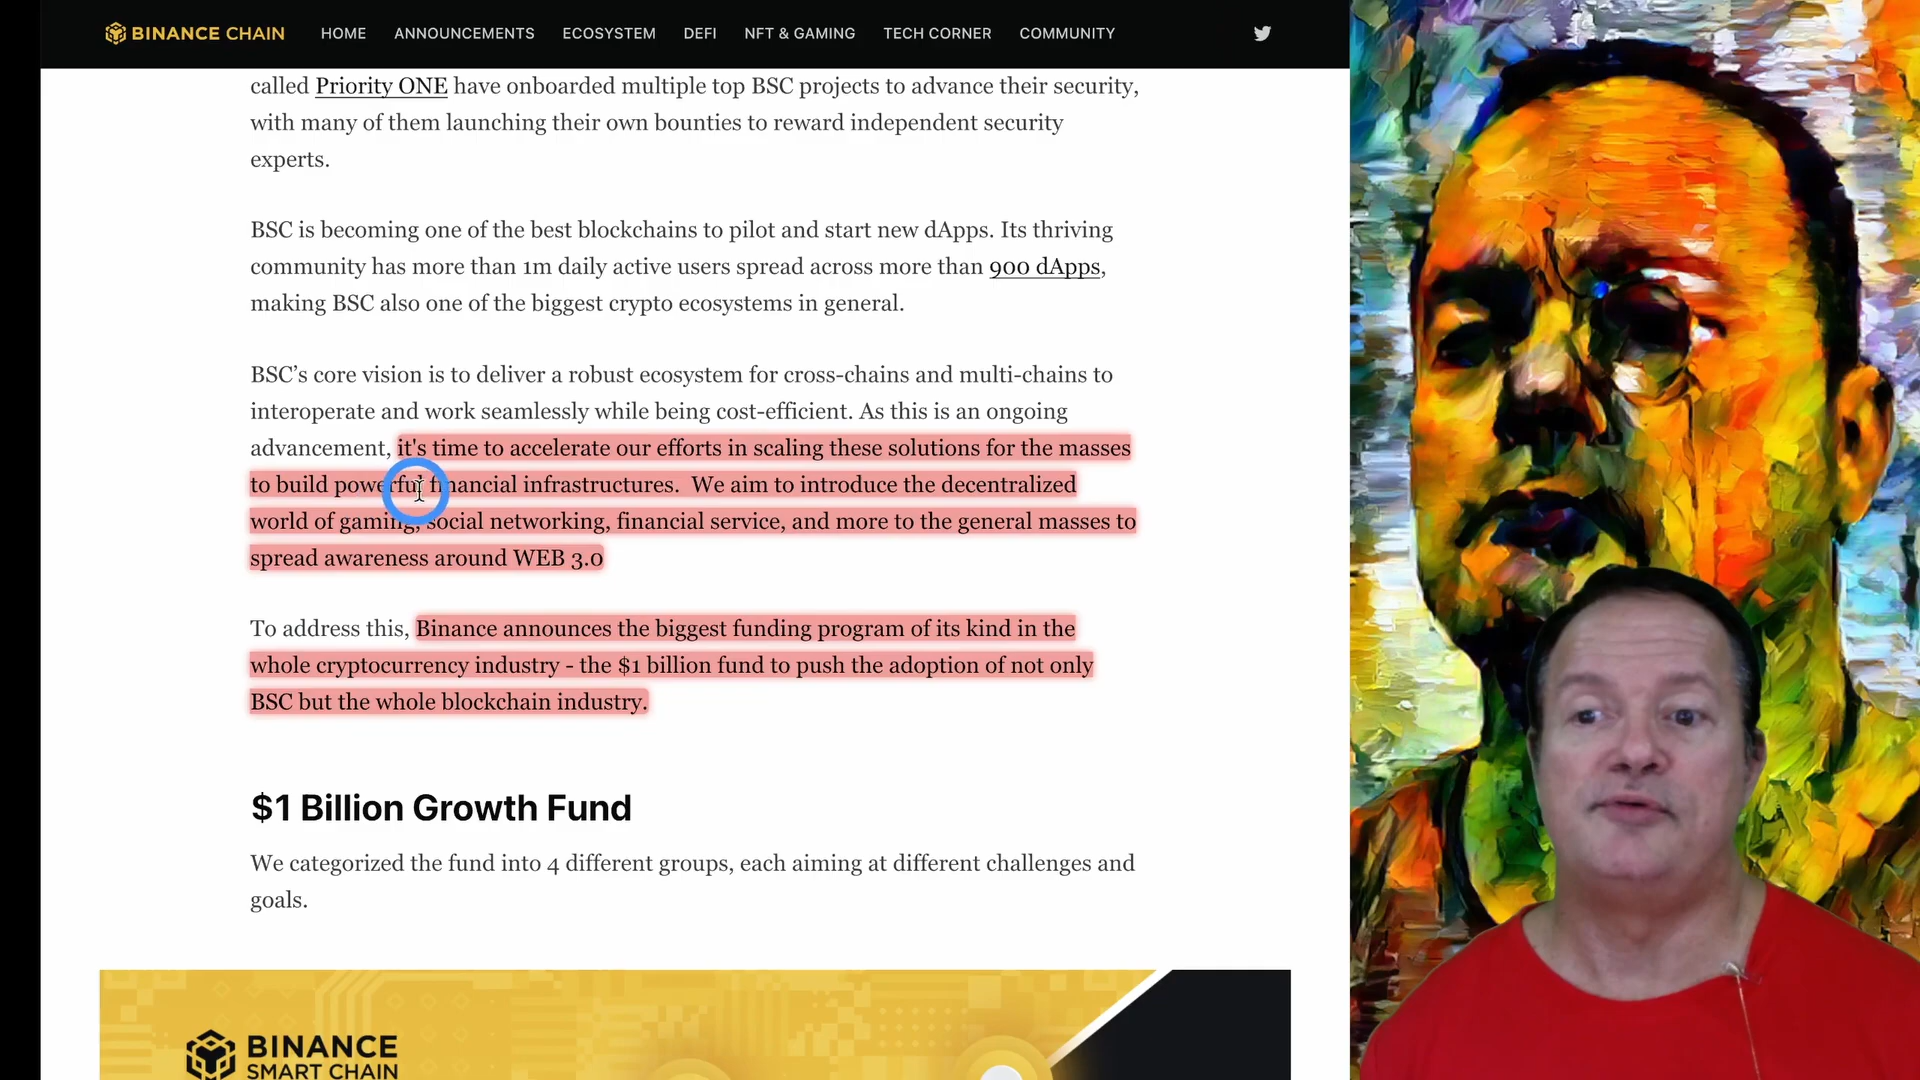 BINANCE CHAIN HOME ANNOUNCEMENTS ECOSYSTEM DEFI NFT & GAMING TECH CORNER COMMUNITY
called Priority ONE have onboarded multiple top BSC projects to advance their security,
with many of them launching their own bounties to reward independent security
experts.
BSC is becoming one of the best blockchains to pilot and start new dApps. Its thriving
community has more than 1m daily active users spread across more than 900 dApps,
making BSC also one of the biggest crypto ecosystems in general.
BSC’s core vision is to deliver a robust ecosystem for cross-chains and multi-chains to
interoperate and work seamlessly while being cost-efficient. As this is an ongoing
advancement, it's time to accelerate our efforts in scaling these solutions for the masses
to build powerful financial infrastructures.  We aim to introduce the decentralized
world of gaming, social networking, financial service, and more to the general masses to
spread awareness around WEB 3.0
To address this, Binance announces the biggest funding program of its kind in the
whole cryptocurrency industry - the $1 billion fund to push the adoption of not only
BSC but the whole blockchain industry.
$1 Billion Growth Fund
We categorized the fund into 4 different groups, each aiming at different challenges and
goals.
BINANCE
SMART CHAIN